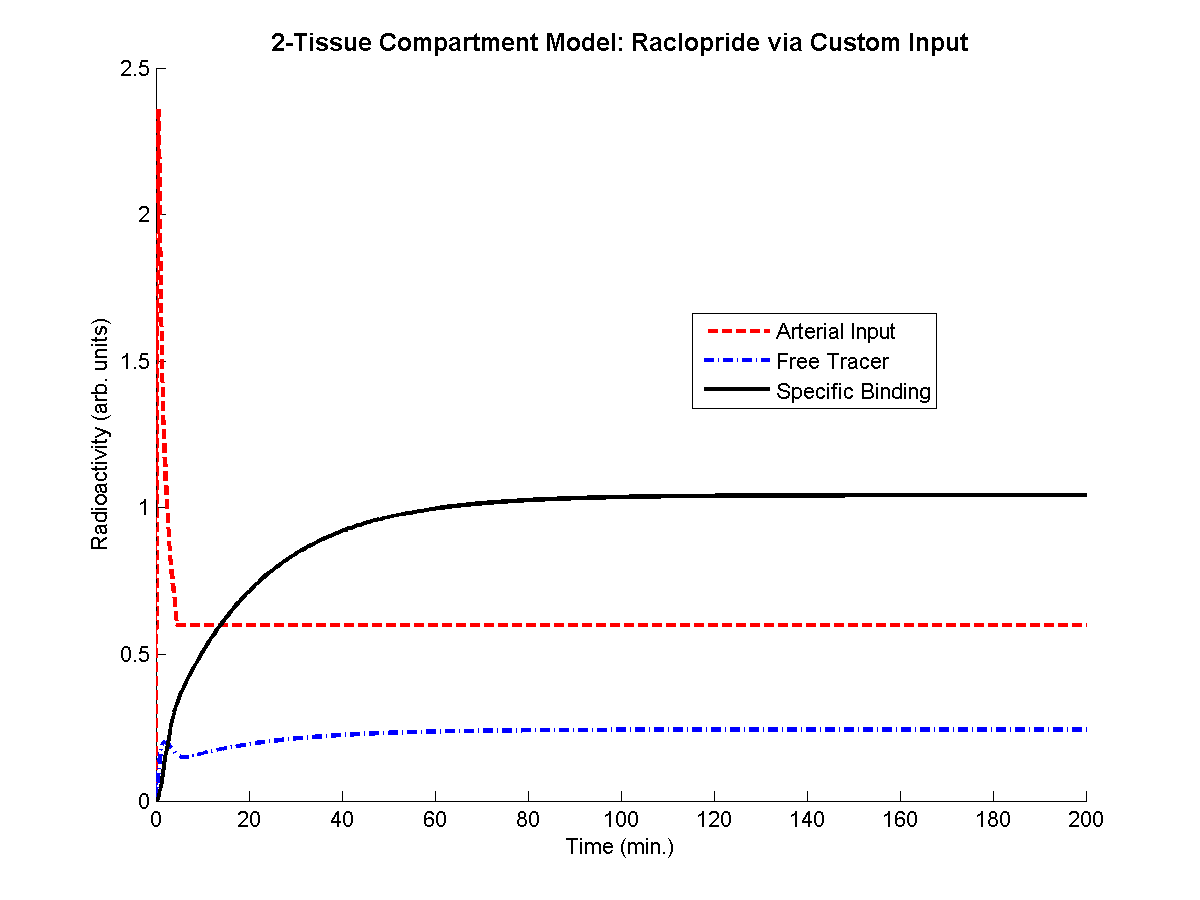 2-Tissue Compartment Model: Raclopride via Custom Input
2.5
2
1.5
1
0.5
0
Radioactivity (arb. units)
Arterial Input
Free Tracer
Specific Binding
0 20 40 60 80 100 120 140 160 180 200
Time (min.)